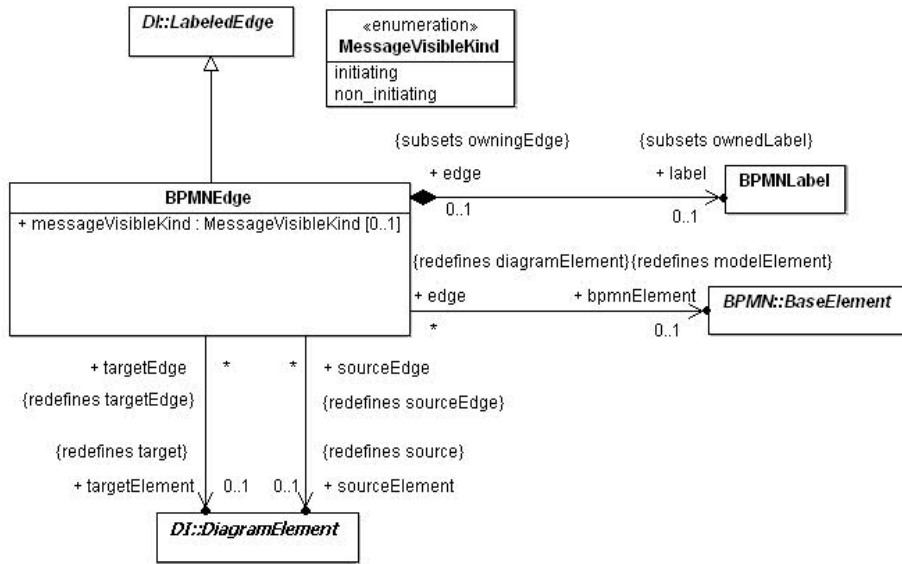 DI::LabeledEdge
«enumeration»
MessageVisibleKind
initiating
non_initiating
{subsets owningEdge}
{subsets ownedLabel}
+ edge
+ label
0..1
0..1
BPMNLabel
BPMNEdge
+ messageVisibleKind : MessageVisibleKind [0..1]
{redefines diagramElement}{redefines modelElement}
+ edge
+ bpmnElement
*
0..1
BPMN::BaseElement
+ targetEdge
*
*
+ sourceEdge
{redefines targetEdge}
{redefines sourceEdge}
{redefines target}
{redefines source}
+ targetElement
0..1
0..1
+ sourceElement
DI::DiagramElement